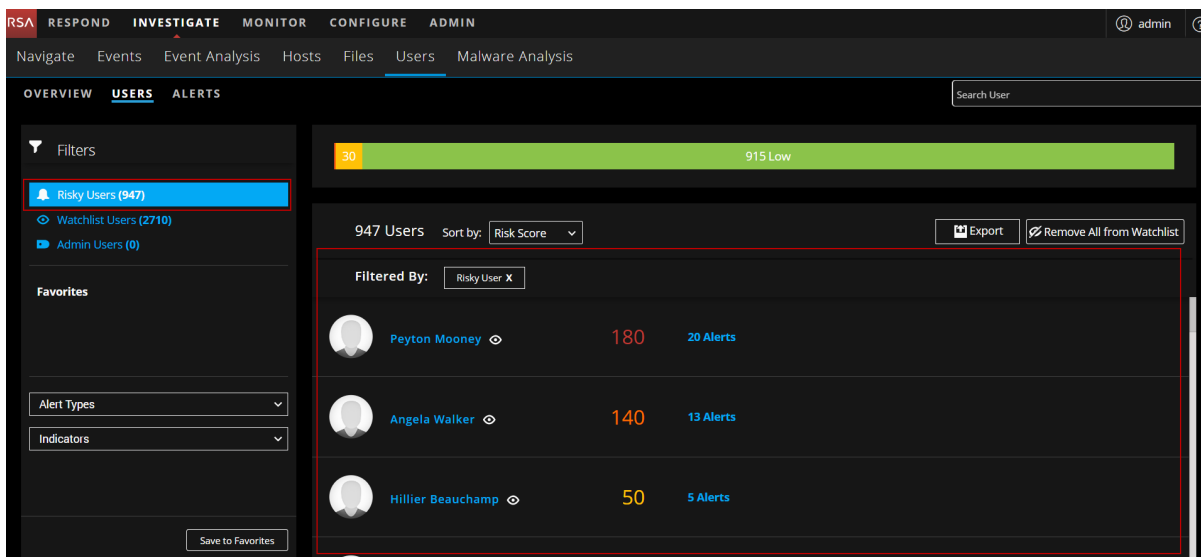 RSA RESPOND INVESTIGATE MONITOR CONFIGURE ADMIN admin
Navigate Events Event Analysis Hosts Files Users Malware Analysis
OVERVIEW USERS ALERTS Search User
Filters
Risky Users (947)
Watchlist Users (2710)
Admin Users (0)
Favorites
Alert Types
Indicators
Save to Favorites
30 915 Low
947 Users Sort by: Risk Score Export Remove All from Watchlist
Filtered By: Risky User X
Peyton Mooney 180 20 Alerts
Angela Walker 140 13 Alerts
Hillier Beauchamp 50 5 Alerts